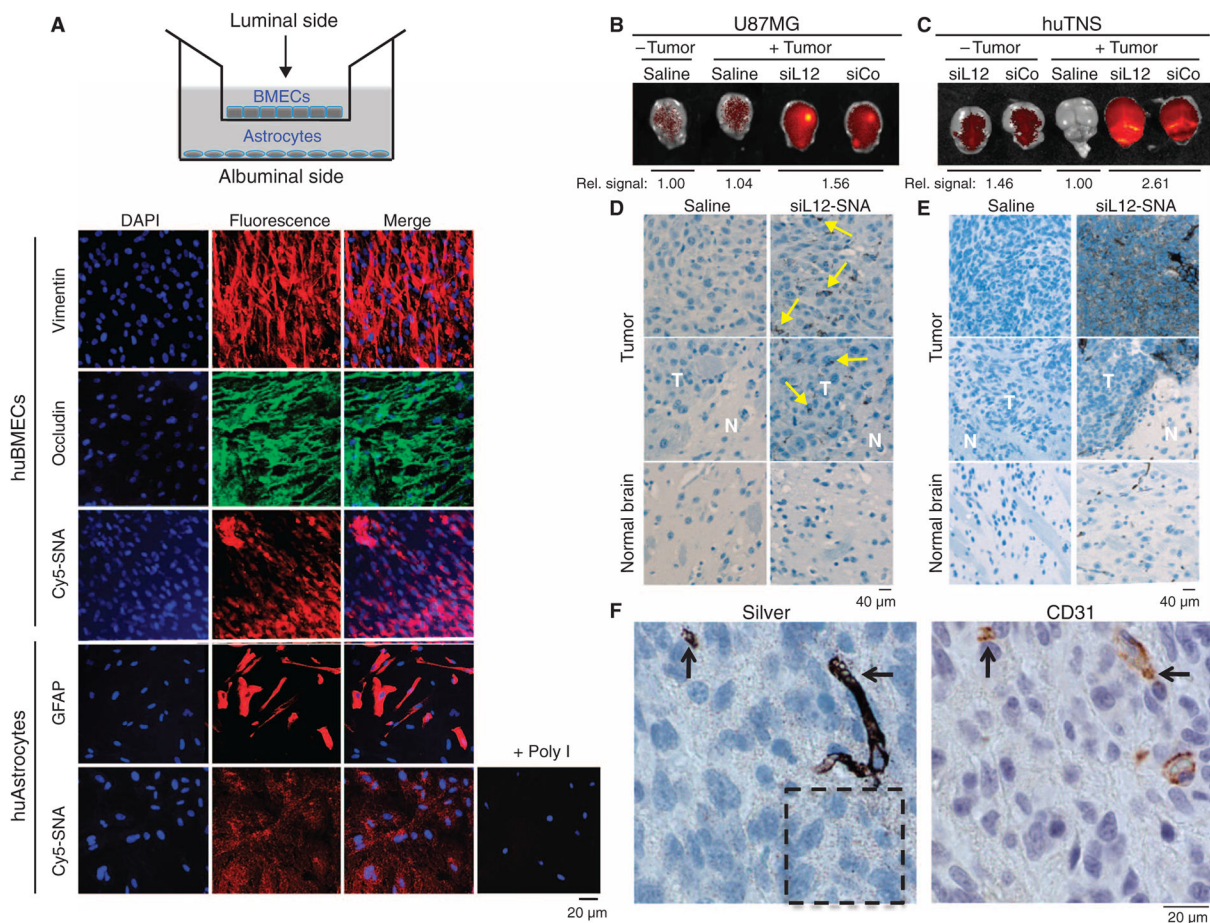 A
Luminal side
BMECs
Astrocytes
Albuminal side
DAPI Fluorescence Merge
huBMECs
Vimentin
Occludin
Cy5-SNA
huAstrocytes
GFAP
Cy5-SNA
+ Poly I
20 µm
B
U87MG
– Tumor + Tumor
Saline Saline siL12 siCo
Rel. signal: 1.00 1.04 1.56
C
huTNS
– Tumor + Tumor
siL12 siCo Saline siL12 siCo
Rel. signal: 1.46 1.00 2.61
D
Saline siL12-SNA
Tumor
T N T N
Normal brain
40 µm
E
Saline siL12-SNA
Tumor
T N T N
Normal brain
40 µm
F
Silver CD31
20 µm